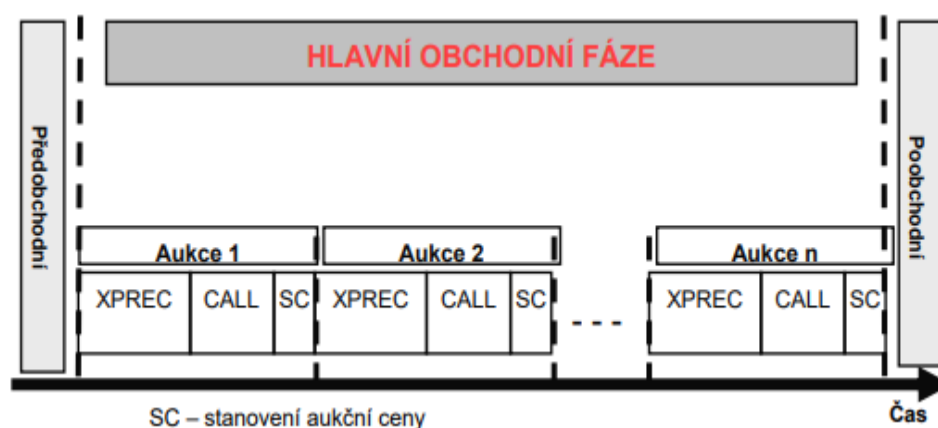 HLAVNÍ OBCHODNÍ FÁZE
Předobchodní
Poobchodní
Aukce 1
Aukce 2
Aukce n
XPREC CALL SC XPREC CALL SC - - - XPREC CALL SC
Čas
SC – stanovení aukční ceny